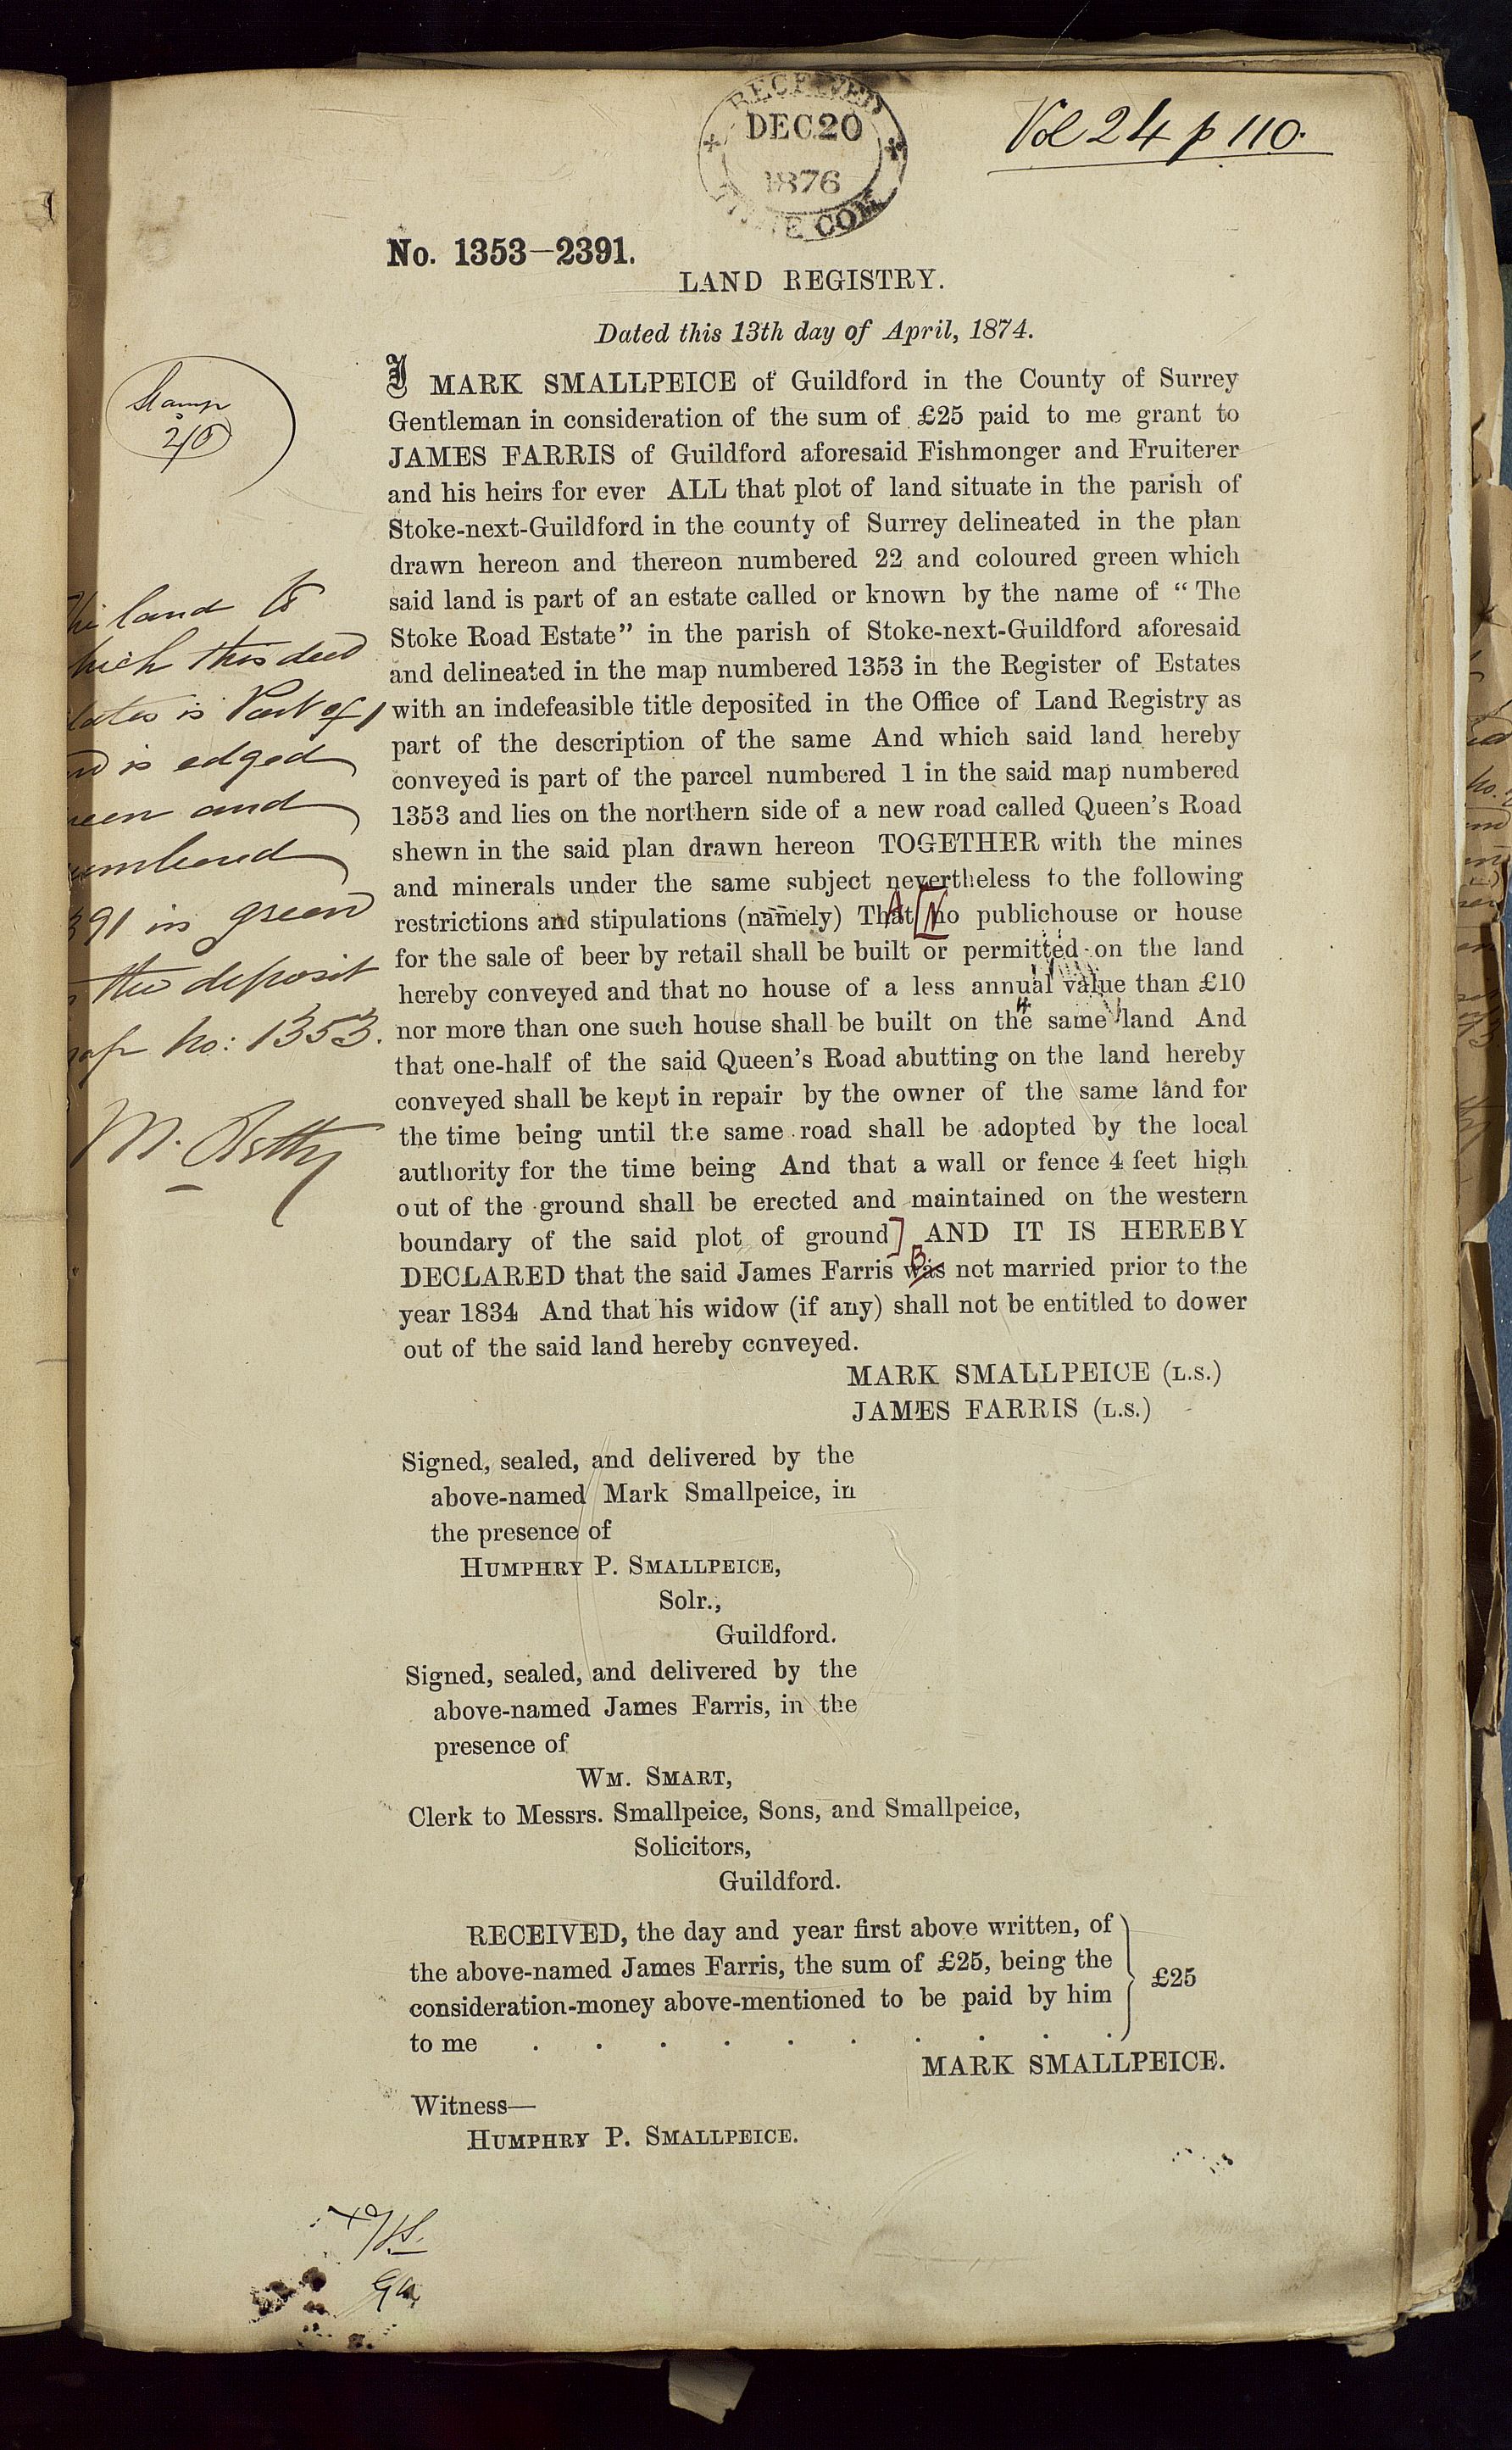 RECEIVED
DEC 20
1876
COM
Vol 24 p 110.
No. 1353—2391.
LAND REGISTRY.
Dated this 13th day of April, 1874.
Stamp
2/6
I MARK SMALLPEICE of Guildford in the County of Surrey
Gentleman in consideration of the sum of £25 paid to me grant to
JAMES FARRIS of Guildford aforesaid Fishmonger and Fruiterer
and his heirs for ever ALL that plot of land situate in the parish of
Stoke-next-Guildford in the county of Surrey delineated in the plan
drawn hereon and thereon numbered 22 and coloured green which
said land is part of an estate called or known by the name of "The
Stoke Road Estate" in the parish of Stoke-next-Guildford aforesaid
and delineated in the map numbered 1353 in the Register of Estates
with an indefeasible title deposited in the Office of Land Registry as
part of the description of the same And which said land hereby
conveyed is part of the parcel numbered 1 in the said map numbered
1353 and lies on the northern side of a new road called Queen's Road
shewn in the said plan drawn hereon TOGETHER with the mines
and minerals under the same subject nevertheless to the following
restrictions and stipulations (namely) That A [N no publichouse or house
for the sale of beer by retail shall be built or permitted on the land
hereby conveyed and that no house of a less annual value than £10
nor more than one such house shall be built on the same land And
that one-half of the said Queen's Road abutting on the land hereby
conveyed shall be kept in repair by the owner of the same land for
the time being until the same road shall be adopted by the local
authority for the time being And that a wall or fence 4 feet high
out of the ground shall be erected and maintained on the western
boundary of the said plot of ground] AND IT IS HEREBY
DECLARED that the said James Farris was B not married prior to the
year 1834 And that his widow (if any) shall not be entitled to dower
out of the said land hereby conveyed.
land to
hich this deed
lates is Part of 1
nd is edged
een and
umbered
391 in green
the deposit
ap No: 1353.
MARK SMALLPEICE (L.S.)
JAMES FARRIS (L.S.)
Signed, sealed, and delivered by the
above-named Mark Smallpeice, in
the presence of
HUMPHRY P. SMALLPEICE,
Solr.,
Guildford.
Signed, sealed, and delivered by the
above-named James Farris, in the
presence of
WM. SMART,
Clerk to Messrs. Smallpeice, Sons, and Smallpeice,
Solicitors,
Guildford.
RECEIVED, the day and year first above written, of
the above-named James Farris, the sum of £25, being the
consideration-money above-mentioned to be paid by him
to me . . . . . . . . . .
£25
MARK SMALLPEICE.
Witness—
HUMPHRY P. SMALLPEICE.